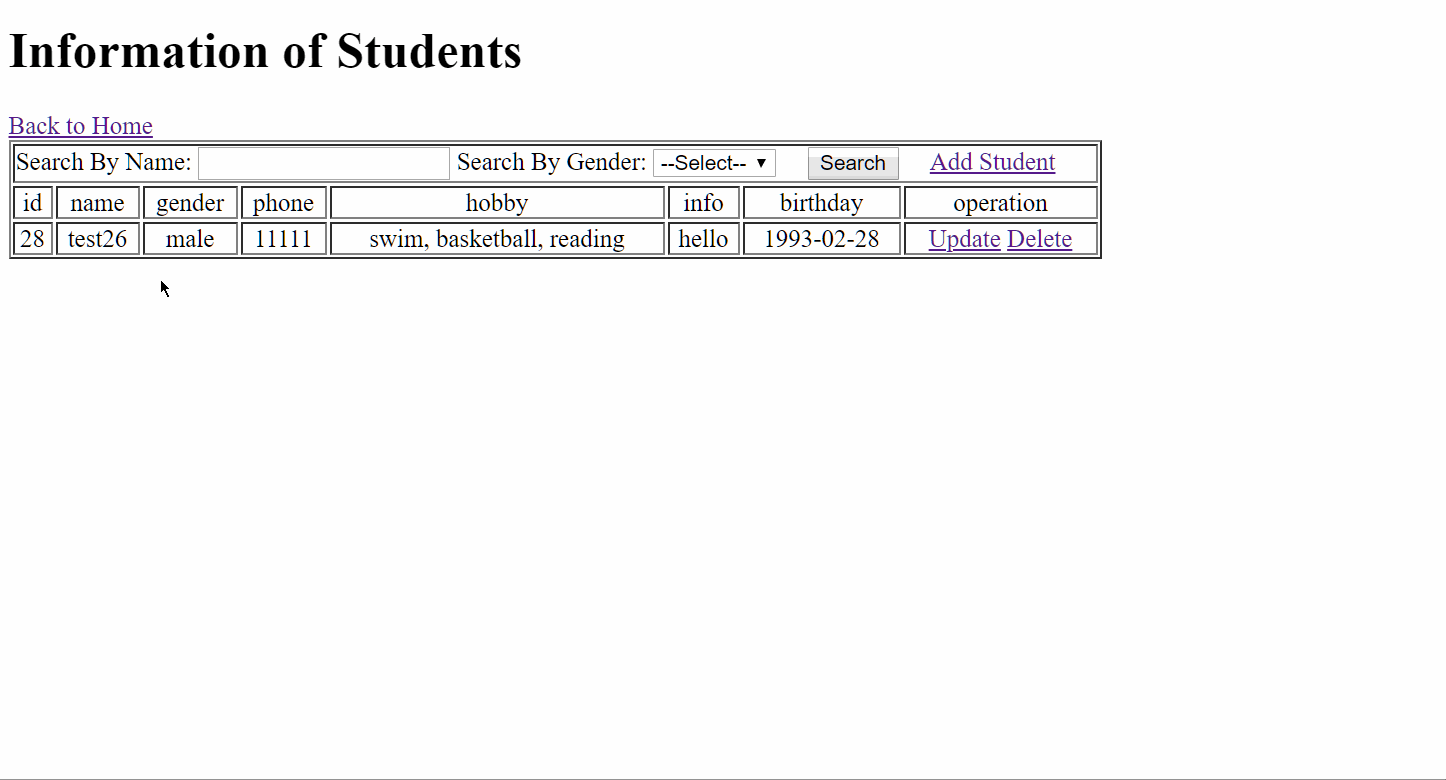 Information of Students
Back to Home
Search By Name: Search By Gender: --Select-- Search Add Student
id name gender phone hobby info birthday operation
28 test26 male 11111 swim, basketball, reading hello 1993-02-28 Update Delete